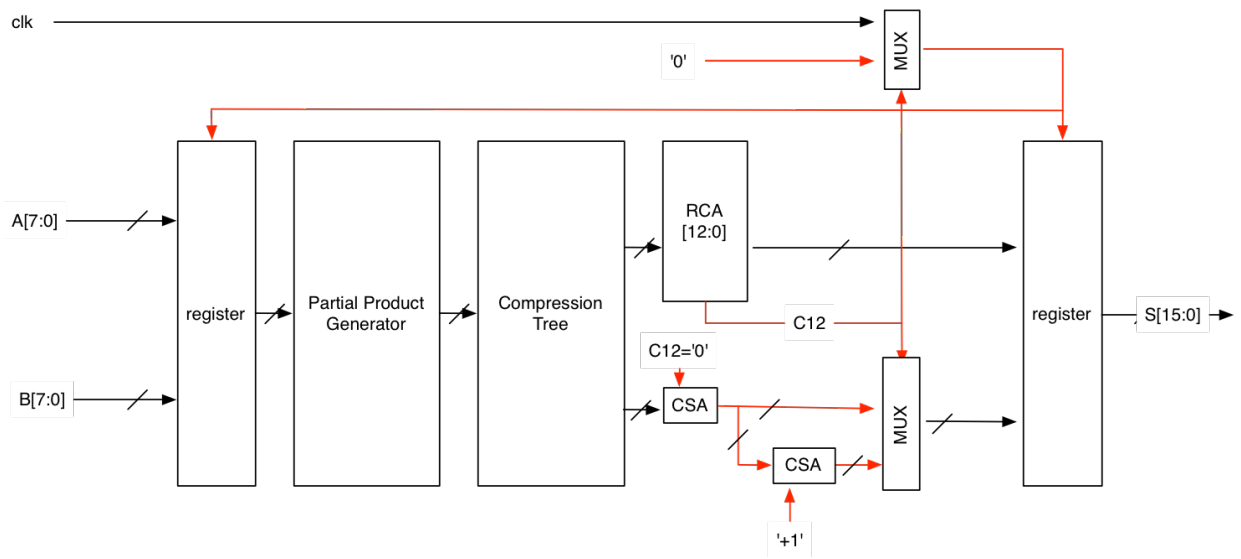 clk
'0'
MUX
A[7:0]
B[7:0]
register
Partial Product
Generator
Compression
Tree
RCA
[12:0]
C12
C12='0'
CSA
CSA
'+1'
MUX
register
S[15:0]